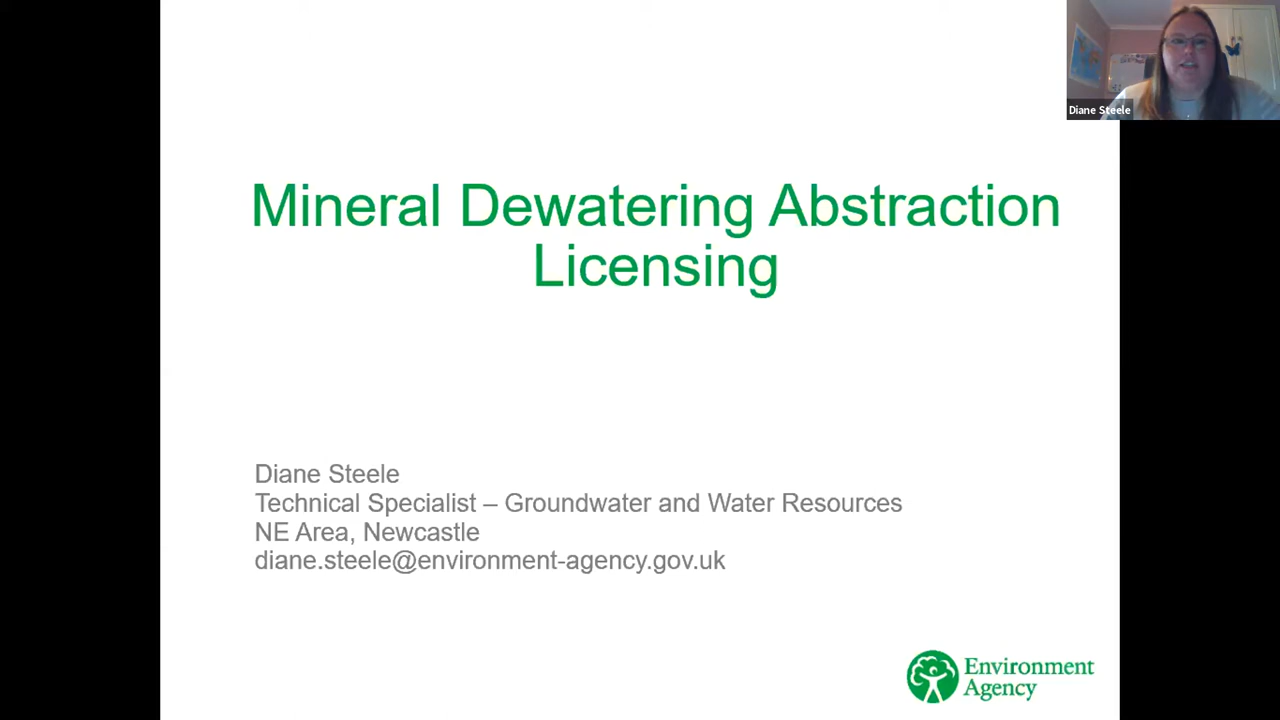 Diane Steele
Mineral Dewatering Abstraction
Licensing
Diane Steele
Technical Specialist – Groundwater and Water Resources
NE Area, Newcastle
diane.steele@environment-agency.gov.uk
Environment
Agency